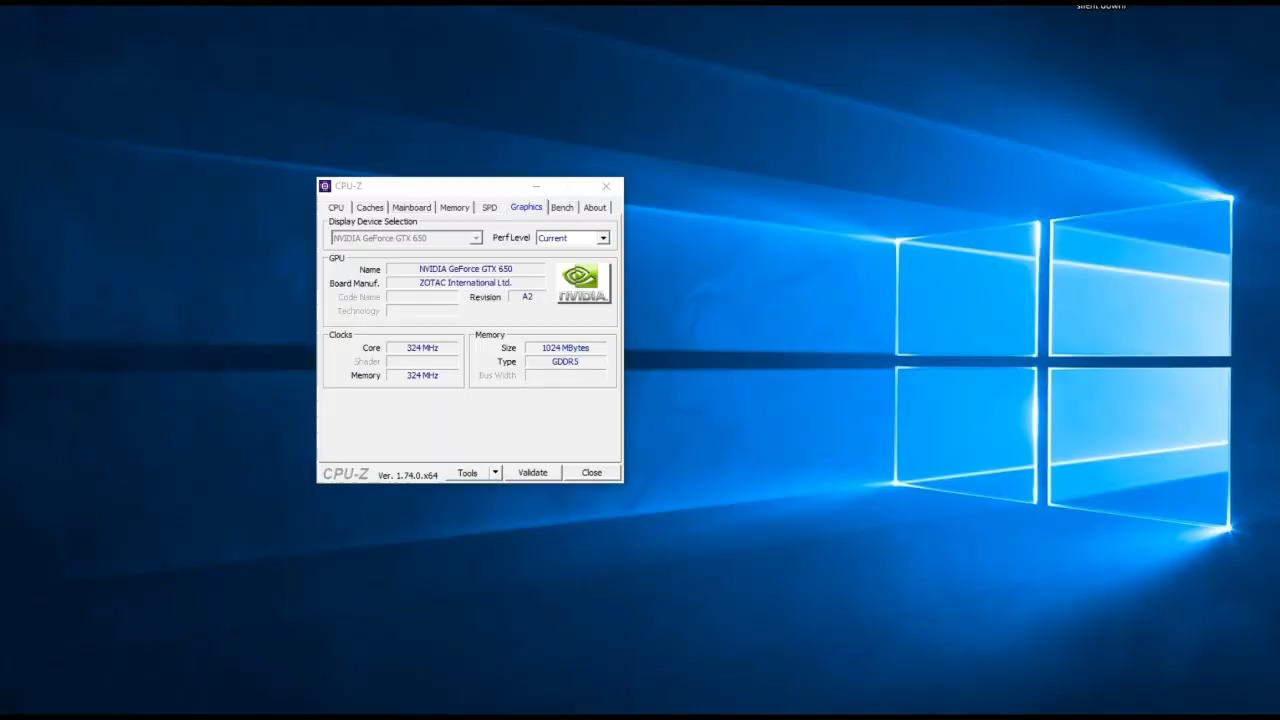 silent down!
CPU-Z
CPU Caches Mainboard Memory SPD Graphics Bench About
Display Device Selection
NVIDIA GeForce GTX 650 Perf Level Current
GPU
Name NVIDIA GeForce GTX 650
Board Manuf. ZOTAC International Ltd.
Code Name Revision A2
Technology
nVIDIA.
Clocks
Core 324 MHz
Shader
Memory 324 MHz
Memory
Size 1024 MBytes
Type GDDR5
Bus Width
CPU-Z Ver. 1.74.0.x64 Tools Validate Close